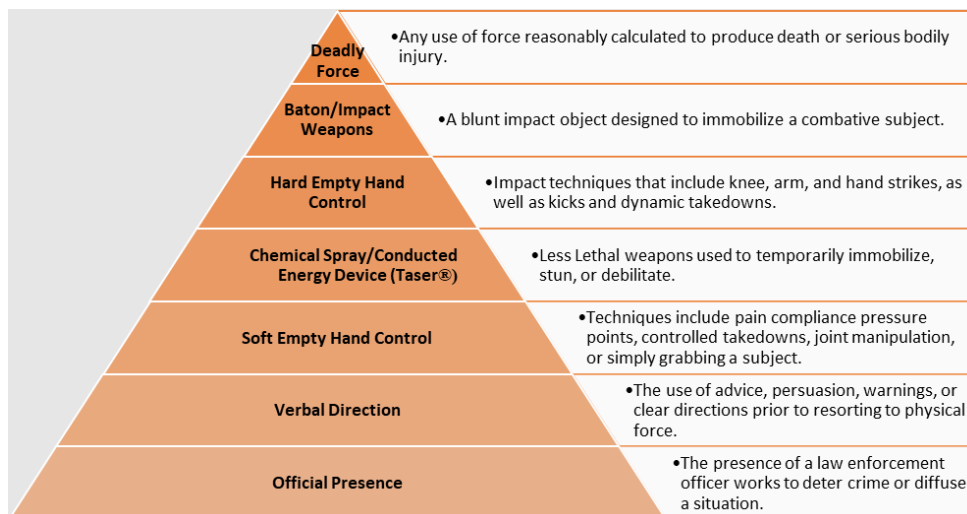 Deadly
Force
•Any use of force reasonably calculated to produce death or serious bodily
injury.
Baton/Impact
Weapons
•A blunt impact object designed to immobilize a combative subject.
Hard Empty Hand
Control
•Impact techniques that include knee, arm, and hand strikes, as
well as kicks and dynamic takedowns.
Chemical Spray/Conducted
Energy Device (Taser®)
•Less Lethal weapons used to temporarily immobilize,
stun, or debilitate.
Soft Empty Hand Control
•Techniques include pain compliance pressure
points, controlled takedowns, joint manipulation,
or simply grabbing a subject.
Verbal Direction
•The use of advice, persuasion, warnings, or
clear directions prior to resorting to physical
force.
Official Presence
•The presence of a law enforcement
officer works to deter crime or diffuse
a situation.